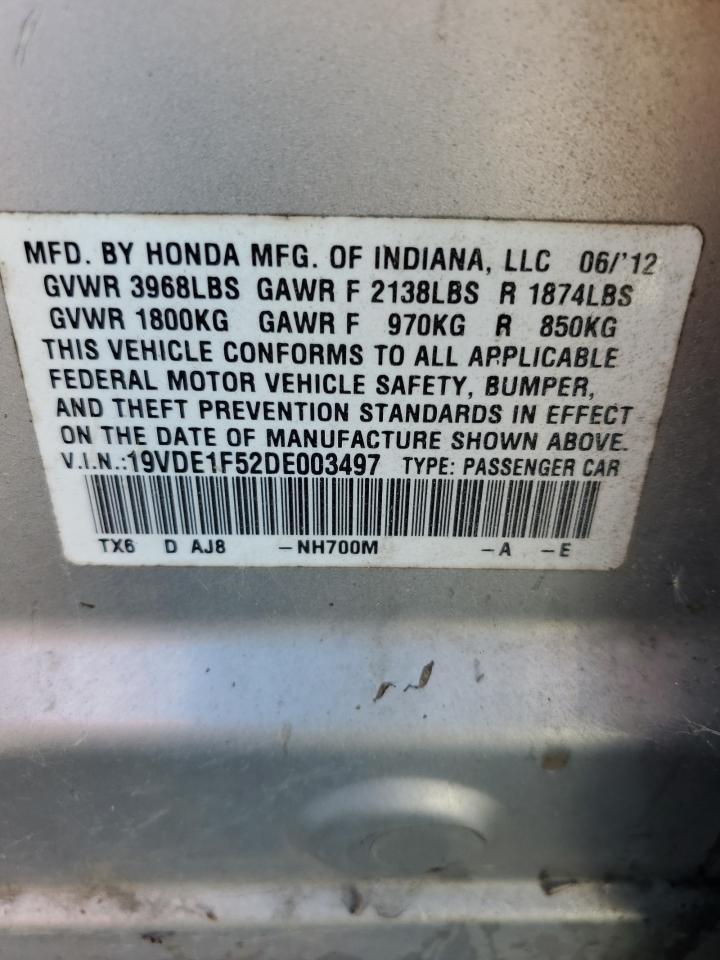 MFD. BY HONDA MFG. OF INDIANA, LLC 06/'12
GVWR 3968LBS GAWR F 2138LBS R 1874LBS
GVWR 1800KG GAWR F 970KG R 850KG
THIS VEHICLE CONFORMS TO ALL APPLICABLE
FEDERAL MOTOR VEHICLE SAFETY, BUMPER,
AND THEFT PREVENTION STANDARDS IN EFFECT
ON THE DATE OF MANUFACTURE SHOWN ABOVE.
V.I.N.:19VDE1F52DE003497 TYPE: PASSENGER CAR
TX6 D AJ8 -NH700M -A -E